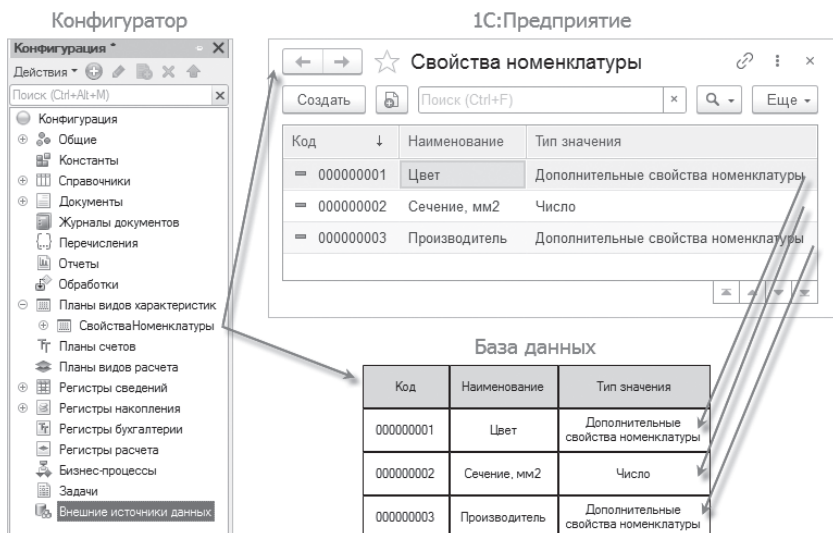 Конфигуратор
Конфигурация *
Действия
Поиск (Ctrl+Alt+M)
Конфигурация
Общие
Константы
Справочники
Документы
Журналы документов
Перечисления
Отчеты
Обработки
Планы видов характеристик
СвойстваНоменклатуры
Планы счетов
Планы видов расчета
Регистры сведений
Регистры накопления
Регистры бухгалтерии
Регистры расчета
Бизнес-процессы
Задачи
Внешние источники данных
1С:Предприятие
Свойства номенклатуры
Создать
Поиск (Ctrl+F)
Еще
Код Наименование Тип значения
000000001 Цвет Дополнительные свойства номенклатуры
000000002 Сечение, мм2 Число
000000003 Производитель Дополнительные свойства номенклатуры
База данных
Код Наименование Тип значения
000000001 Цвет Дополнительные
свойства номенклатуры
000000002 Сечение, мм2 Число
000000003 Производитель Дополнительные
свойства номенклатуры